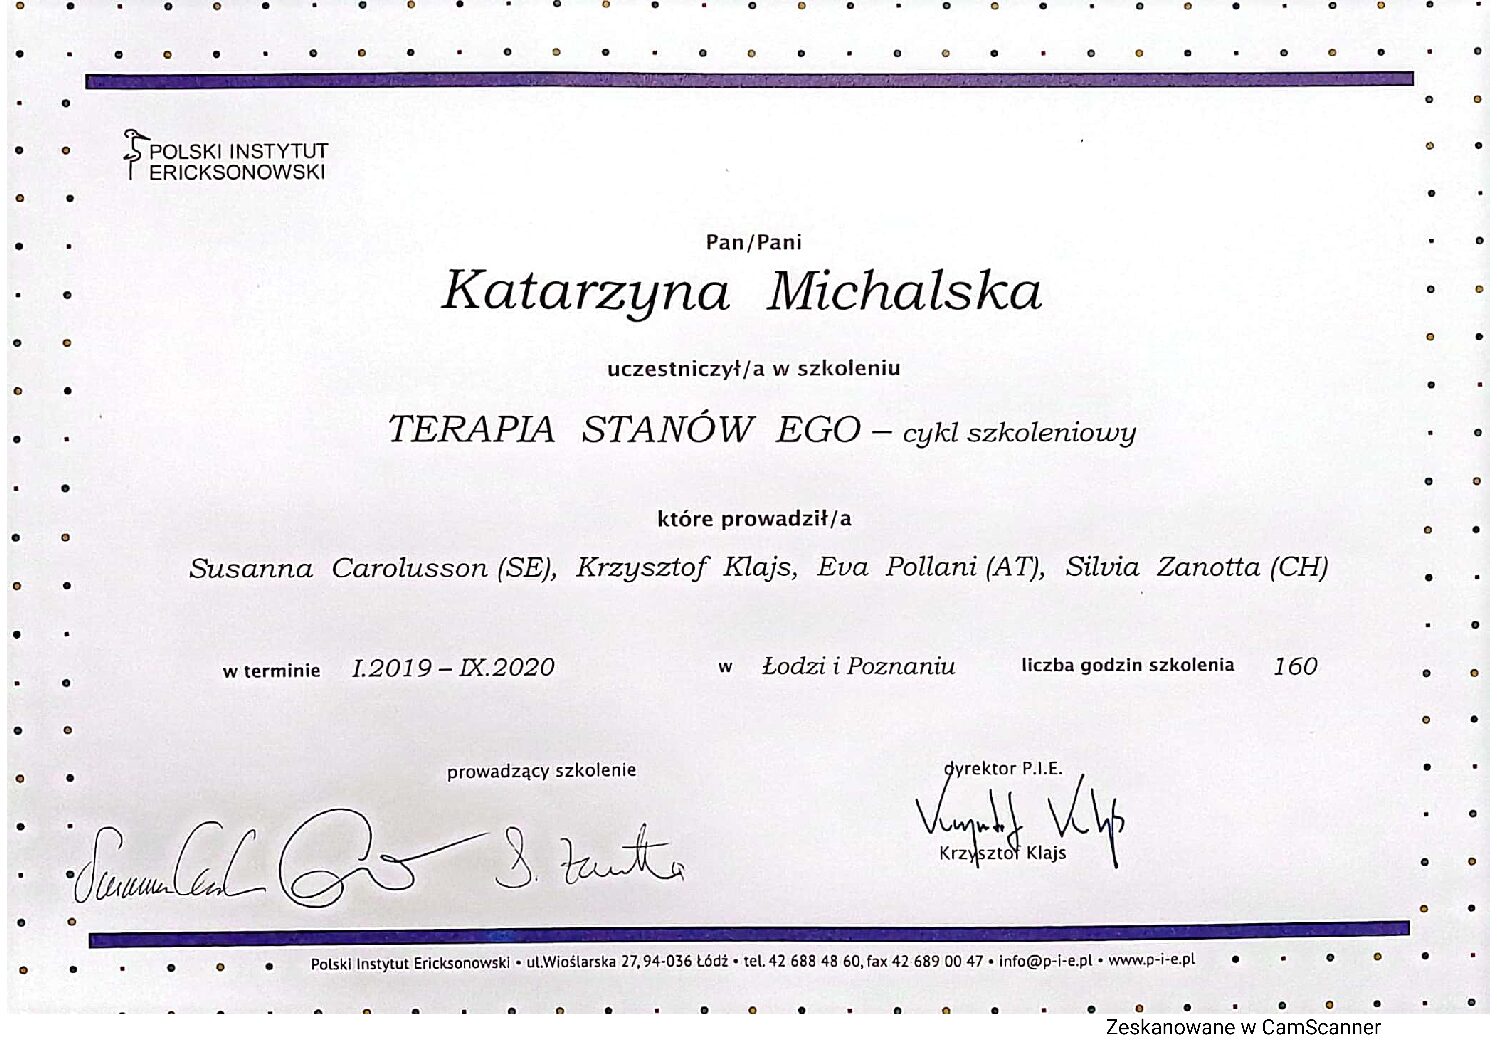 POLSKI INSTYTUT
ERICKSONOWSKI
Pan/Pani
Katarzyna Michalska
uczestniczył/a w szkoleniu
TERAPIA STANÓW EGO – cykl szkoleniowy
które prowadził/a
Susanna Carolusson (SE), Krzysztof Klajs, Eva Pollani (AT), Silvia Zanotta (CH)
w terminie I.2019 – IX.2020 w Łodzi i Poznaniu liczba godzin szkolenia 160
prowadzący szkolenie
dyrektor P.I.E.
S. Zanotta
Krzysztof Klajs
Krzysztof Klajs
Polski Instytut Ericksonowski • ul.Wioślarska 27, 94-036 Łódź • tel. 42 688 48 60, fax 42 689 00 47 • info@p-i-e.pl • www.p-i-e.pl
Zeskanowane w CamScanner